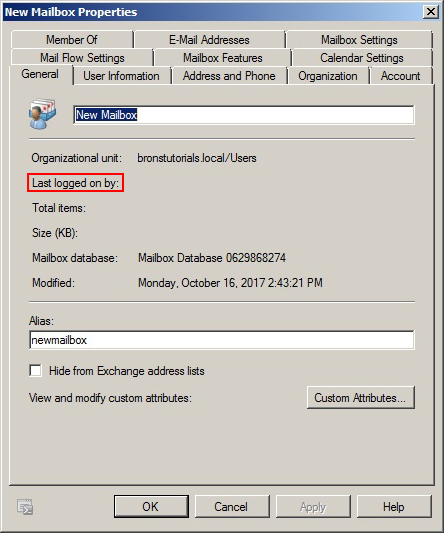 New Mailbox Properties
Member Of E-Mail Addresses Mailbox Settings
Mail Flow Settings Mailbox Features Calendar Settings
General User Information Address and Phone Organization Account
New Mailbox
Organizational unit: bronstutorials.local/Users
Last logged on by:
Total items:
Size (KB):
Mailbox database: Mailbox Database 0629868274
Modified: Monday, October 16, 2017 2:43:21 PM
Alias:
newmailbox
Hide from Exchange address lists
View and modify custom attributes: Custom Attributes...
OK Cancel Apply Help